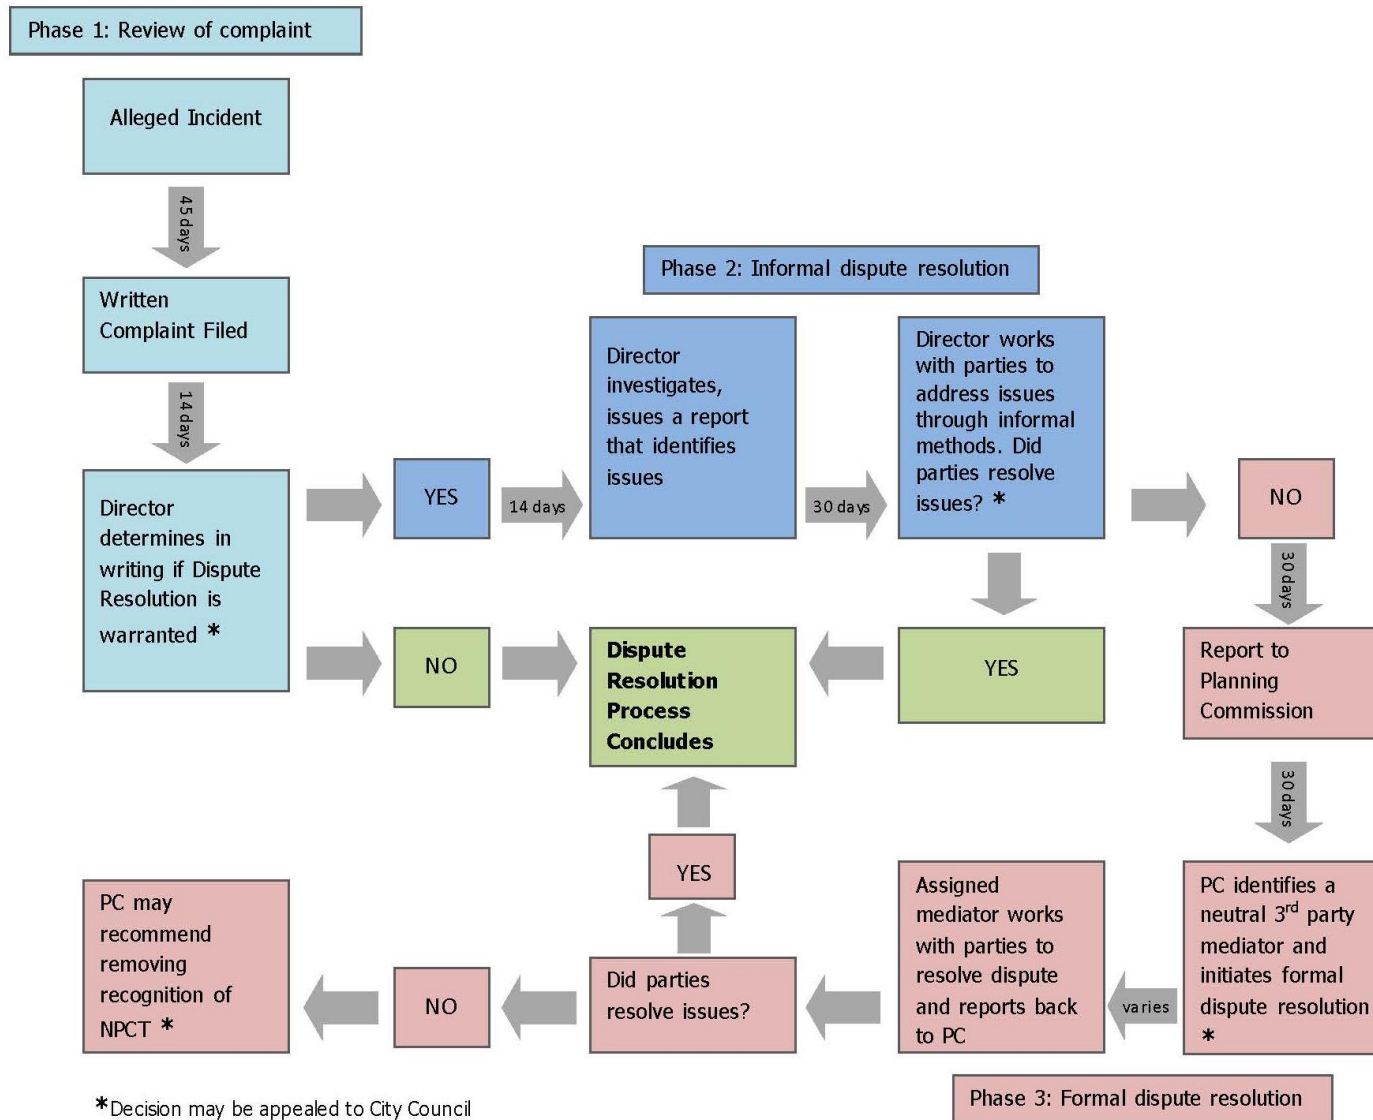 Phase 1: Review of complaint
Alleged Incident
45 days
Written
Complaint Filed
14 days
Director
determines in
writing if Dispute
Resolution is
warranted *
YES
NO
Phase 2: Informal dispute resolution
14 days
Director
investigates,
issues a report
that identifies
issues
30 days
Director works
with parties to
address issues
through informal
methods. Did
parties resolve
issues? *
YES
Dispute
Resolution
Process
Concludes
NO
30 days
Report to
Planning
Commission
30 days
PC identifies a
neutral 3rd party
mediator and
initiates formal
dispute resolution
*
varies
Assigned
mediator works
with parties to
resolve dispute
and reports back
to PC
Did parties
resolve issues?
YES
NO
PC may
recommend
removing
recognition of
NPCT *
Phase 3: Formal dispute resolution
*Decision may be appealed to City Council